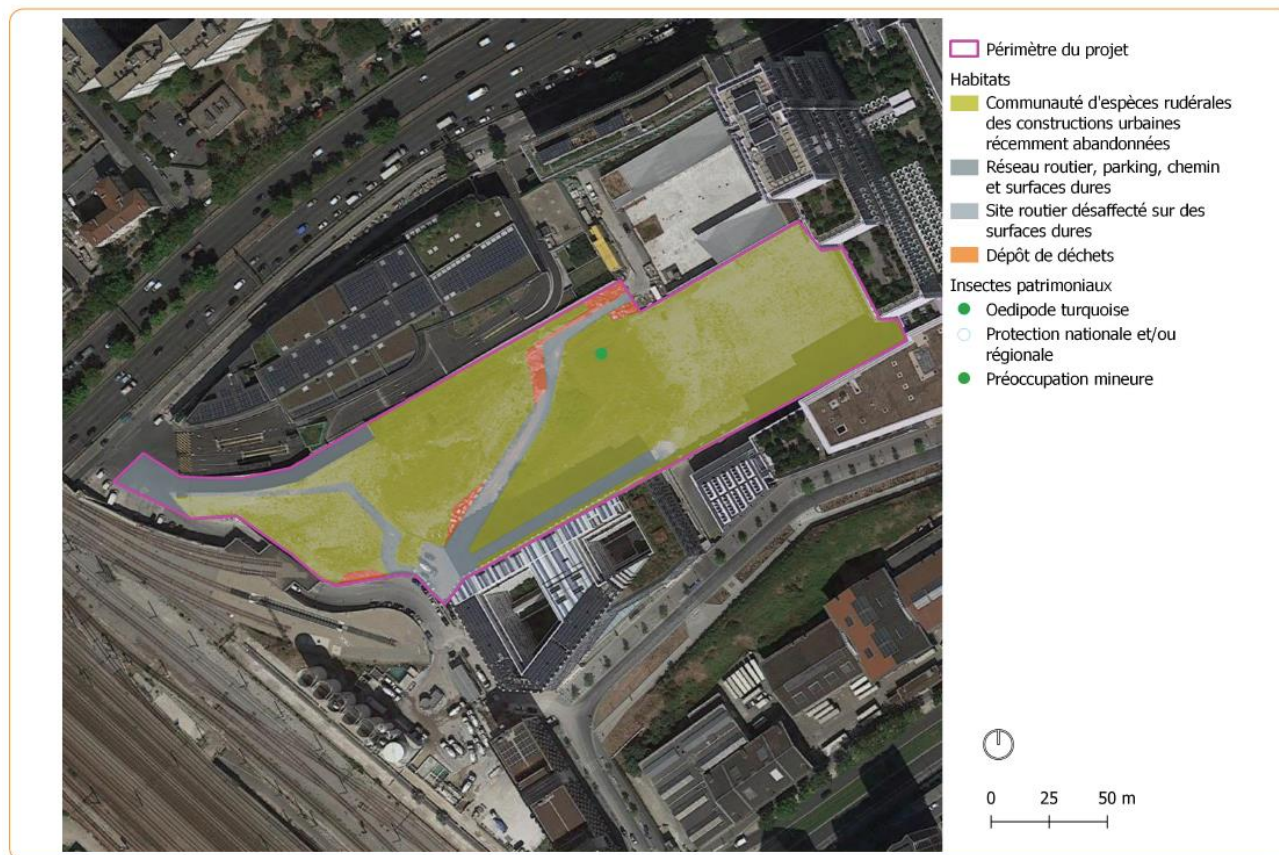 Périmètre du projet
Habitats
Communauté d'espèces rudérales
des constructions urbaines
récemment abandonnées
Réseau routier, parking, chemin
et surfaces dures
Site routier désaffecté sur des
surfaces dures
Dépôt de déchets
Insectes patrimoniaux
Oedipode turquoise
Protection nationale et/ou
régionale
Préoccupation mineure
0 25 50 m